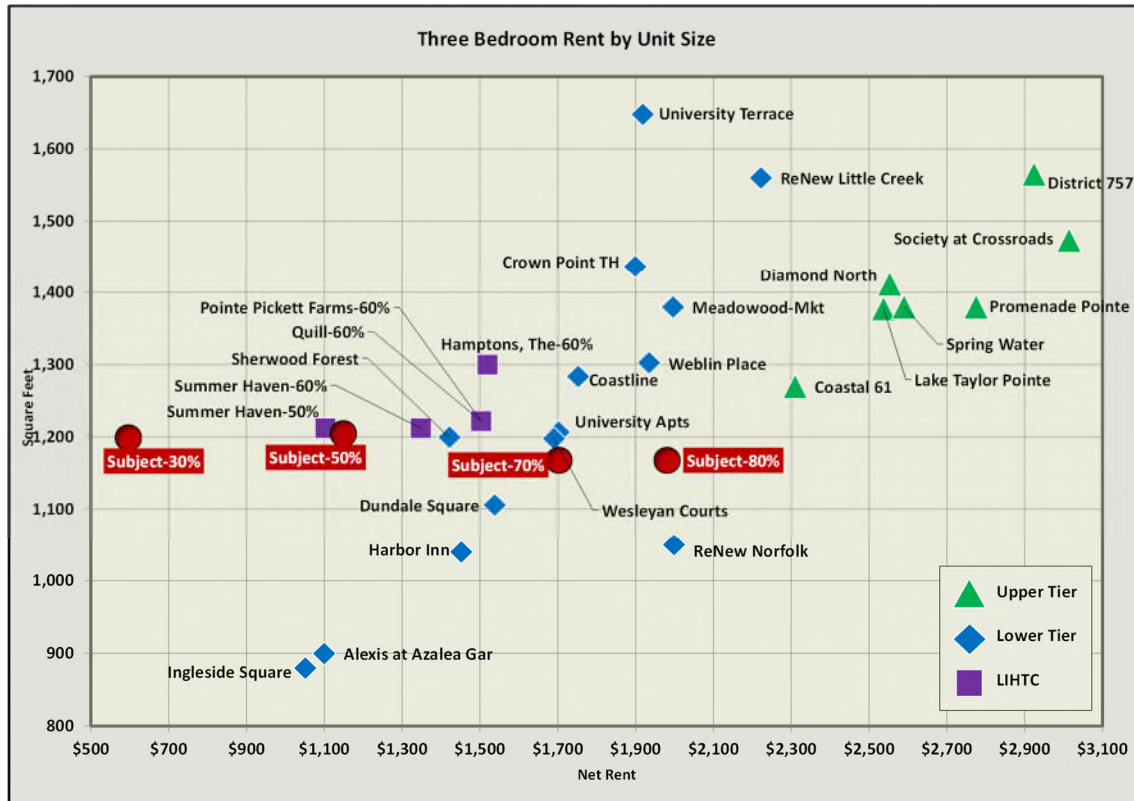 Three Bedroom Rent by Unit Size
1,700
1,600
1,500
1,400
1,300
1,200
1,100
1,000
900
800
Square Feet
University Terrace
ReNew Little Creek
District 757
Society at Crossroads
Crown Point TH
Diamond North
Pointe Pickett Farms-60%
Meadowood-Mkt
Promenade Pointe
Quill-60%
Hamptons, The-60%
Spring Water
Sherwood Forest
Weblin Place
Lake Taylor Pointe
Summer Haven-60%
Coastline
Coastal 61
Summer Haven-50%
University Apts
Subject-30%
Subject-50%
Subject-70%
Subject-80%
Dundale Square
Wesleyan Courts
Harbor Inn
ReNew Norfolk
Alexis at Azalea Gar
Ingleside Square
Upper Tier
Lower Tier
LIHTC
$500 $700 $900 $1,100 $1,300 $1,500 $1,700 $1,900 $2,100 $2,300 $2,500 $2,700 $2,900 $3,100
Net Rent